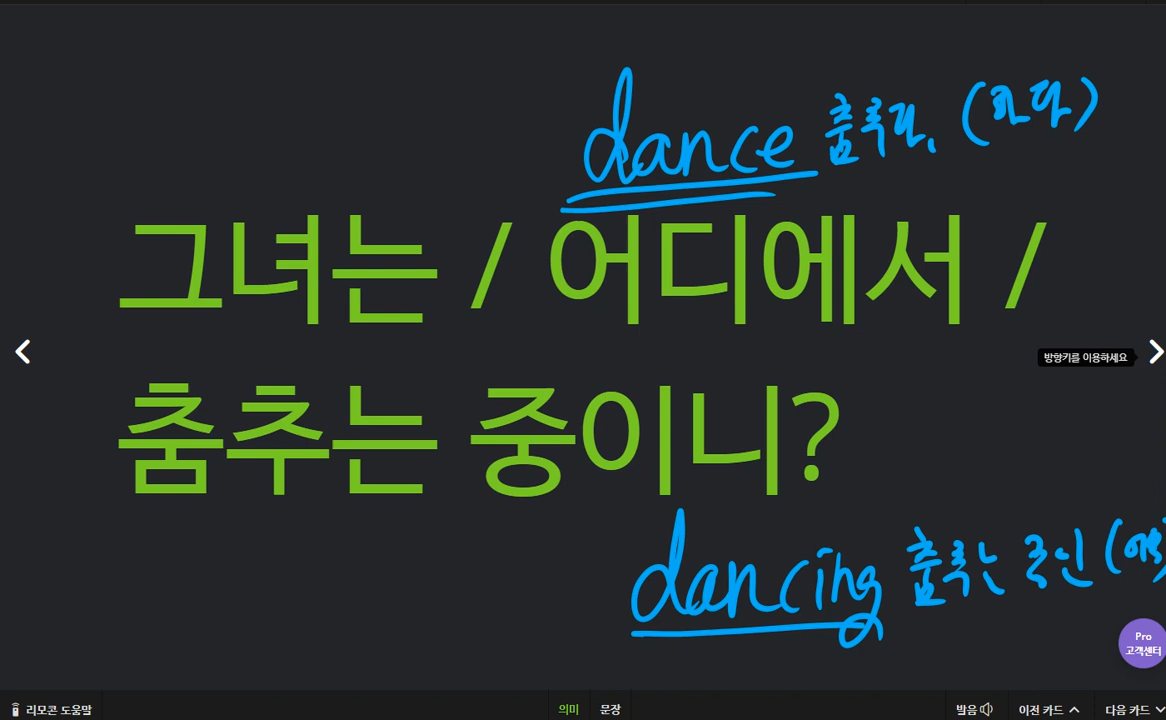 dance 춤추다, (과다)
그녀는 / 어디에서 /
방향키를 이용하세요
춤추는 중이니?
dancing 춤추는 중인 (
Pro
고객센터
리모콘 도움말
의미
문장
발음
이전 카드
다음 카드